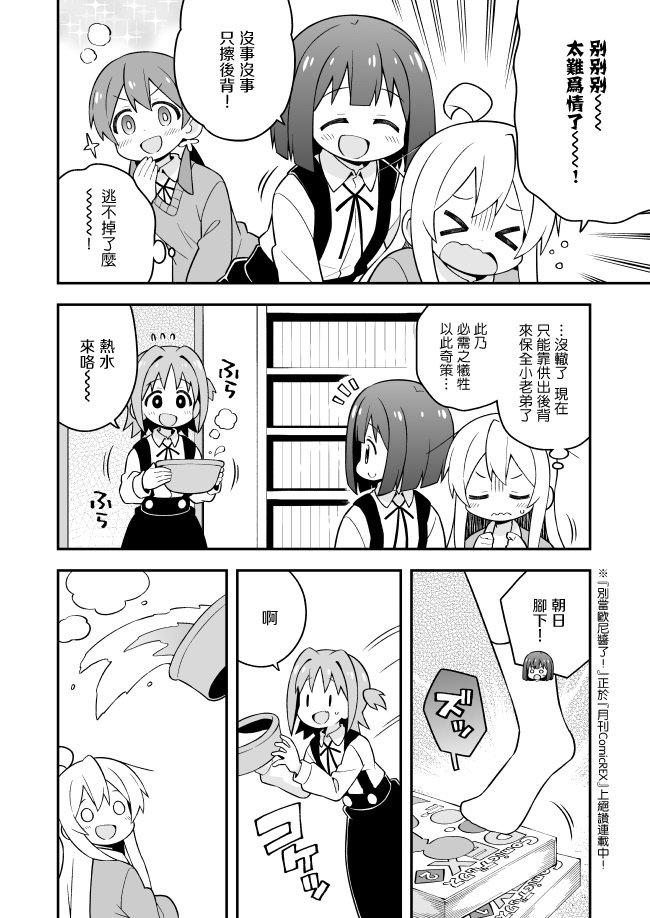 別別別～～～
太難爲情了～～～！
沒事沒事
只擦後背！
逃不掉了麼
～～～～！
…沒轍了 現在
只能靠供出後背
來保全小老弟了
此乃
必需之犧牲
以此奇策…
熱水
來咯～～
ふら
ふら
朝日
腳下！
ズッ
啊
コケッ
※『別當歐尼醬了！』正於『月刊ComicREX』上絕讚連載中！